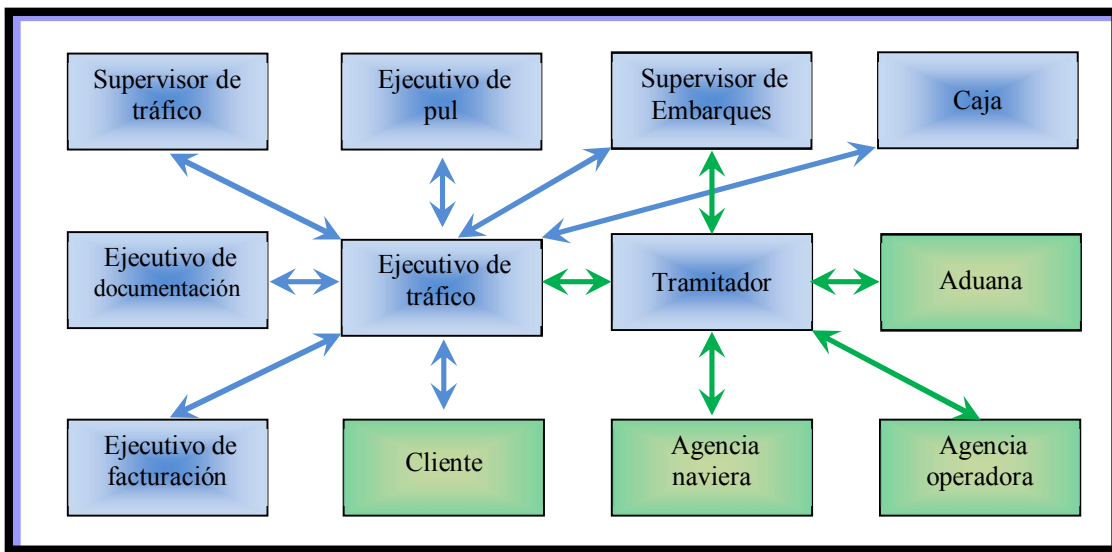 Supervisor de
tráfico
Ejecutivo de
pul
Supervisor de
Embarques
Caja
Ejecutivo de
documentación
Ejecutivo de
tráfico
Tramitador
Aduana
Ejecutivo de
facturación
Cliente
Agencia
naviera
Agencia
operadora